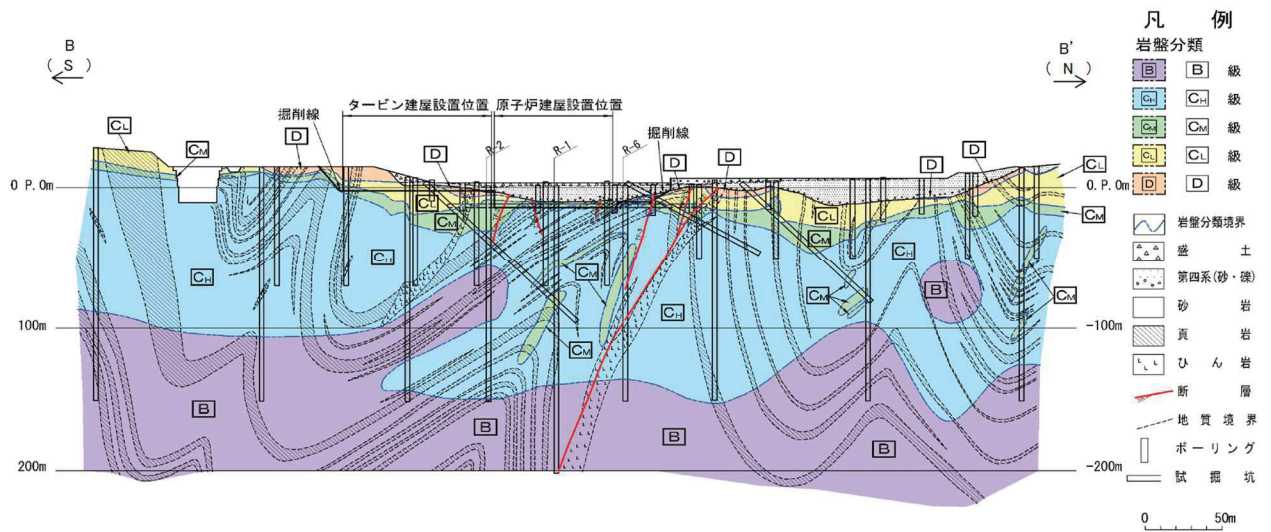 B
( S )
B'
( N )
タービン建屋設置位置
原子炉建屋設置位置
掘削線
掘削線
R-2
R-1
R-6
CL
CM
D
D
D
D
D
D
D
CL
CM
0 P.0m
0.P.0m
CL
CM
CL
CM
CH
CH
CH
CH
CM
CM
CM
CM
B
100m
-100m
B
B
B
B
200m
-200m
凡 例
岩盤分類
B B 級
CH CH 級
CM CM 級
CL CL 級
D D 級
岩盤分類境界
盛 土
第四系(砂・礫)
砂 岩
頁 岩
ひ ん 岩
断 層
地 質 境 界
ボ ー リ ン グ
試 掘 坑
0 50m